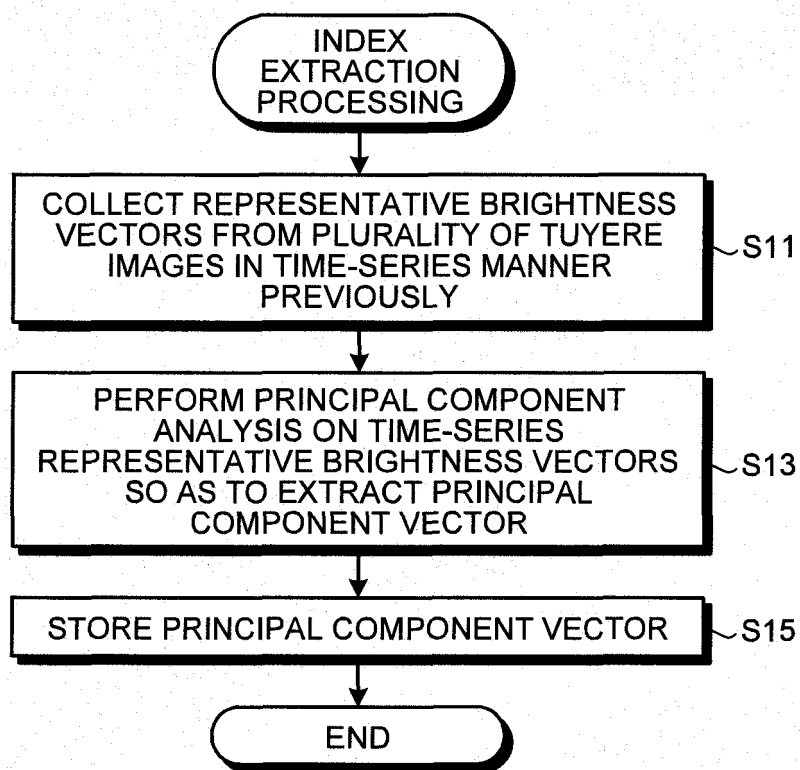 INDEX
EXTRACTION
PROCESSING
COLLECT REPRESENTATIVE BRIGHTNESS
VECTORS FROM PLURALITY OF TUYERE
IMAGES IN TIME-SERIES MANNER
PREVIOUSLY
S11
PERFORM PRINCIPAL COMPONENT
ANALYSIS ON TIME-SERIES
REPRESENTATIVE BRIGHTNESS VECTORS
SO AS TO EXTRACT PRINCIPAL
COMPONENT VECTOR
S13
STORE PRINCIPAL COMPONENT VECTOR
S15
END